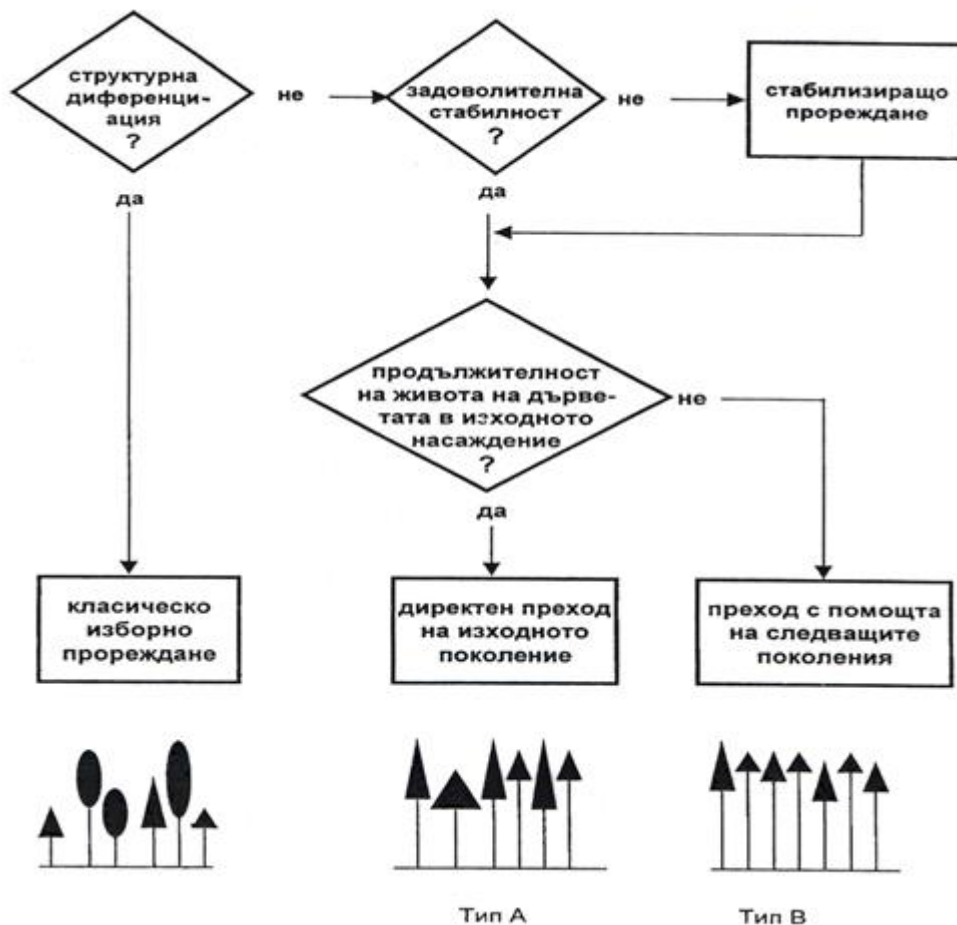 структурна
диференци-
ация
?
не
задоволителна
стабилност
?
не
стабилизиращо
прореждане
да
да
продължителност
на живота на дърве-
тата в изходното
насаждение
?
не
да
класическо
изборно
прореждане
директен преход
на изходното
поколение
преход с помощта
на следващите
поколения
Тип А
Тип В